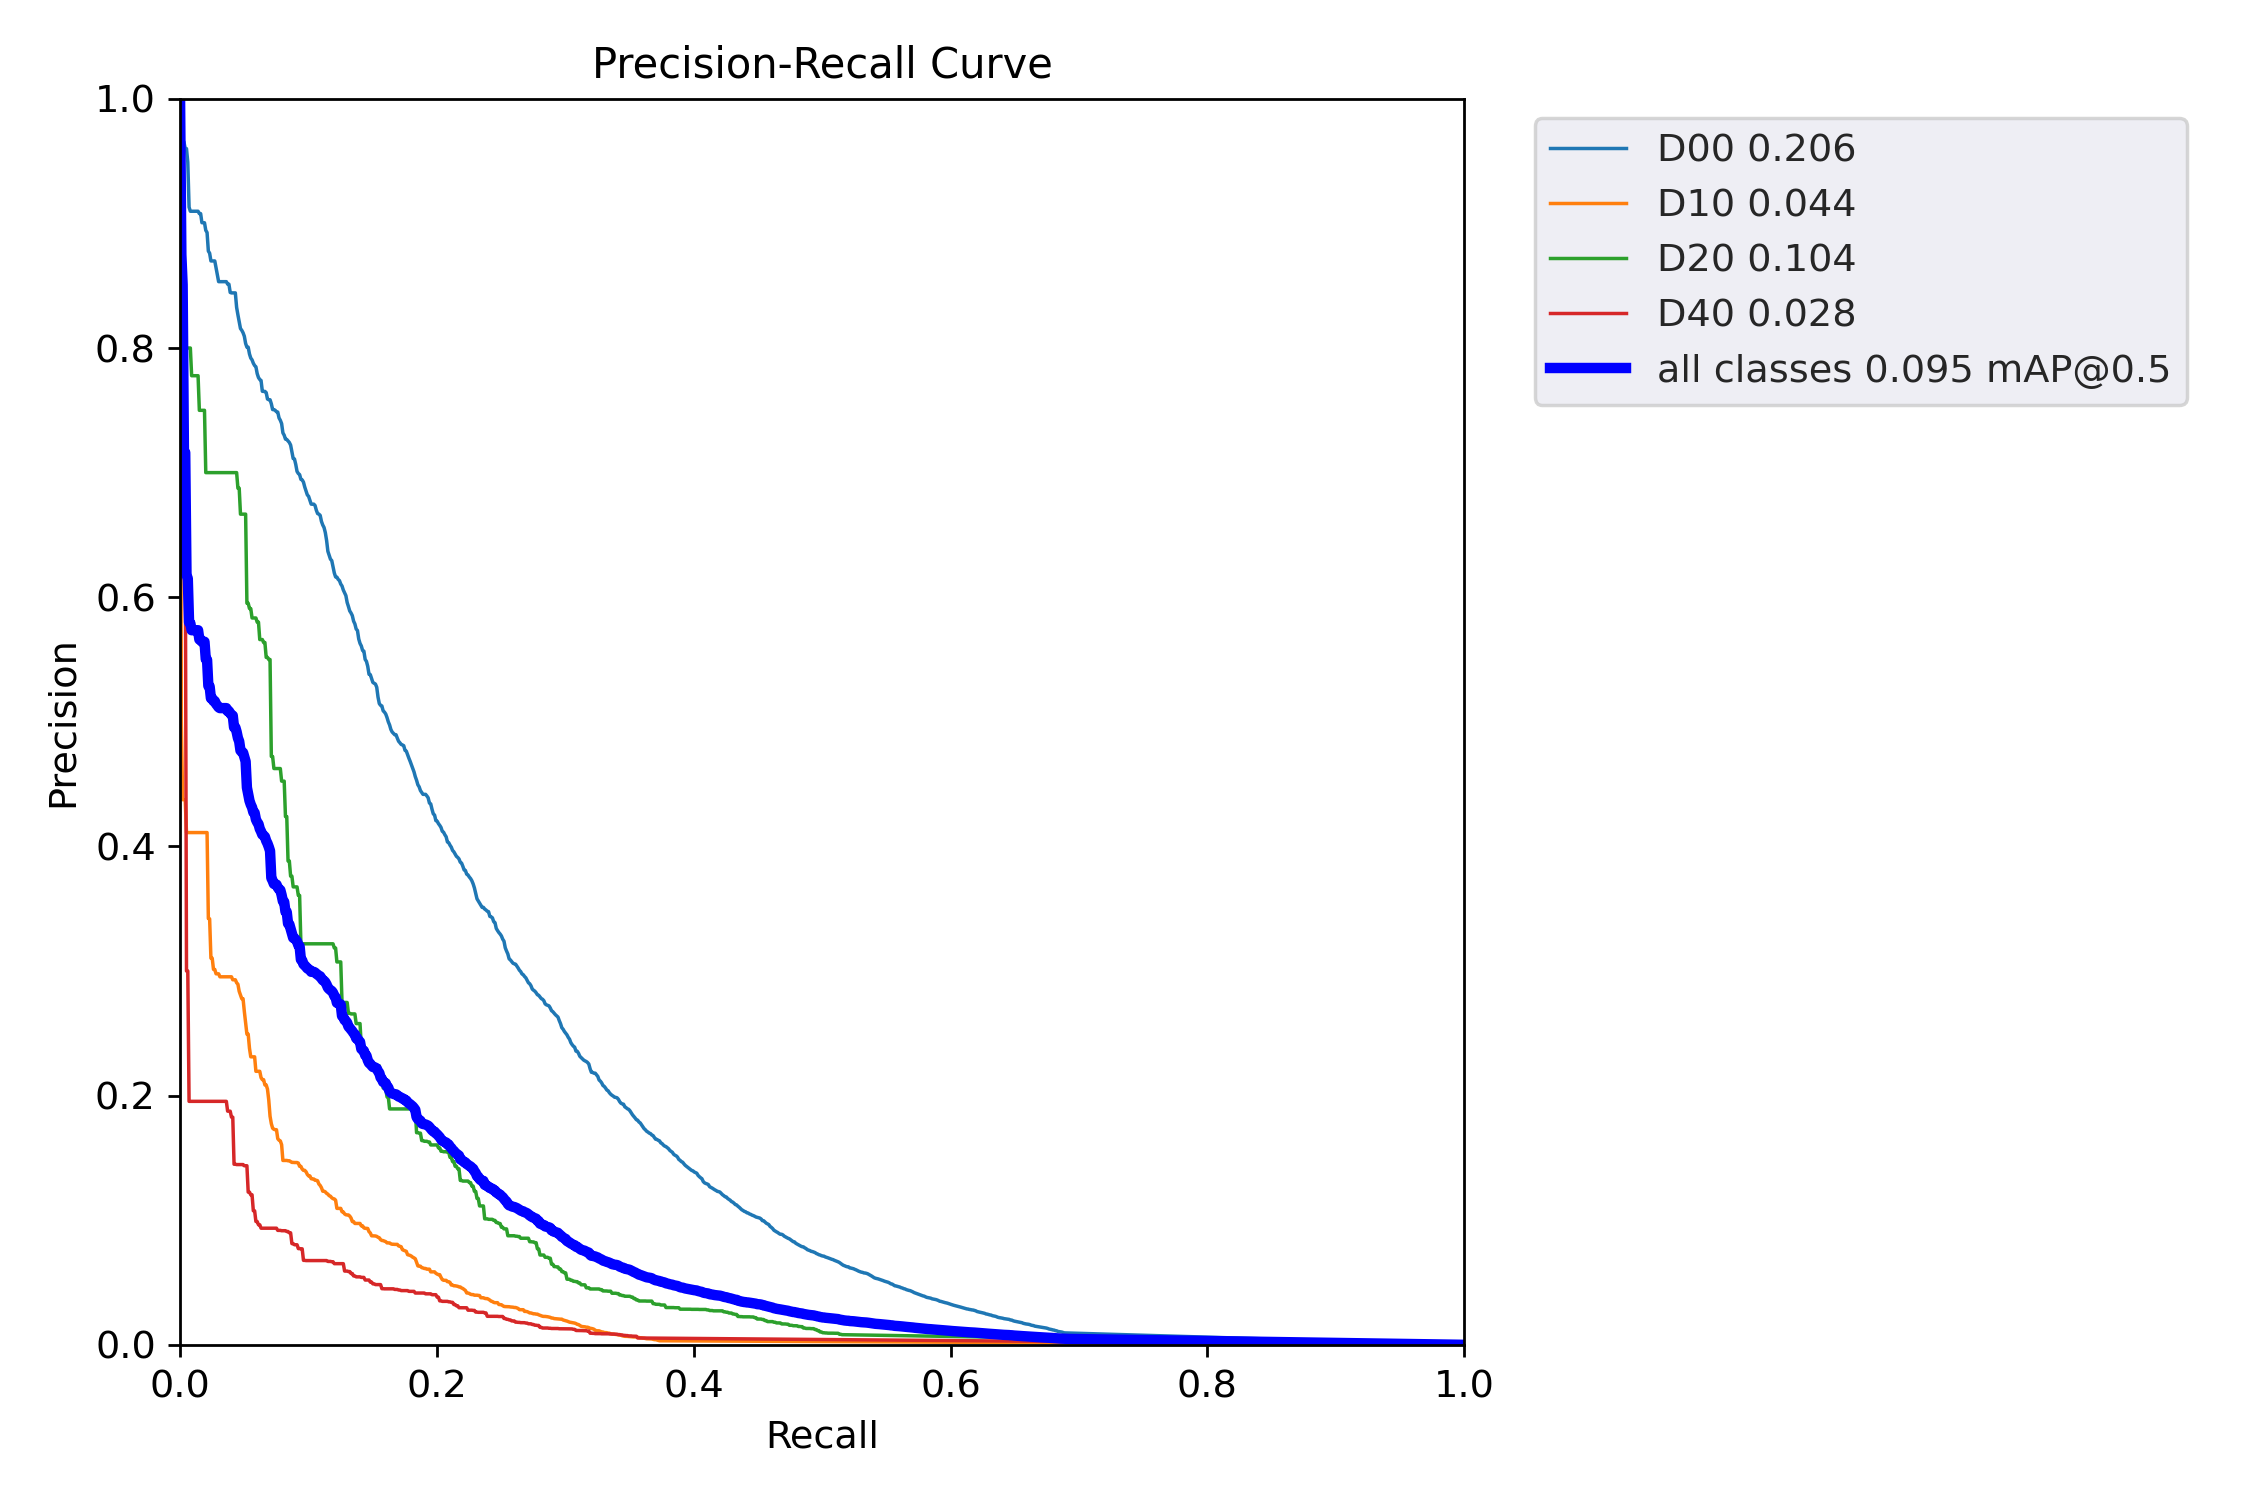 Precision-Recall Curve
1.0
0.8
0.6
0.4
0.2
0.0
Precision
0.0 0.2 0.4 0.6 0.8 1.0
Recall
D00 0.206
D10 0.044
D20 0.104
D40 0.028
all classes 0.095 mAP@0.5